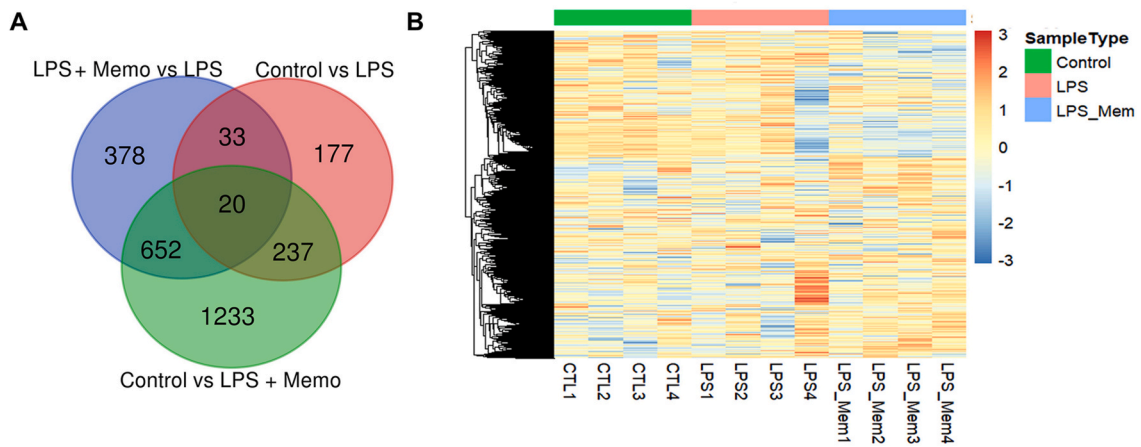 A
LPS + Memo vs LPS
Control vs LPS
378
33
177
20
652
237
1233
Control vs LPS + Memo
B
CTL1
CTL2
CTL3
CTL4
LPS1
LPS2
LPS3
LPS4
LPS_Mem1
LPS_Mem2
LPS_Mem3
LPS_Mem4
3
2
1
0
-1
-2
-3
SampleType
Control
LPS
LPS_Mem